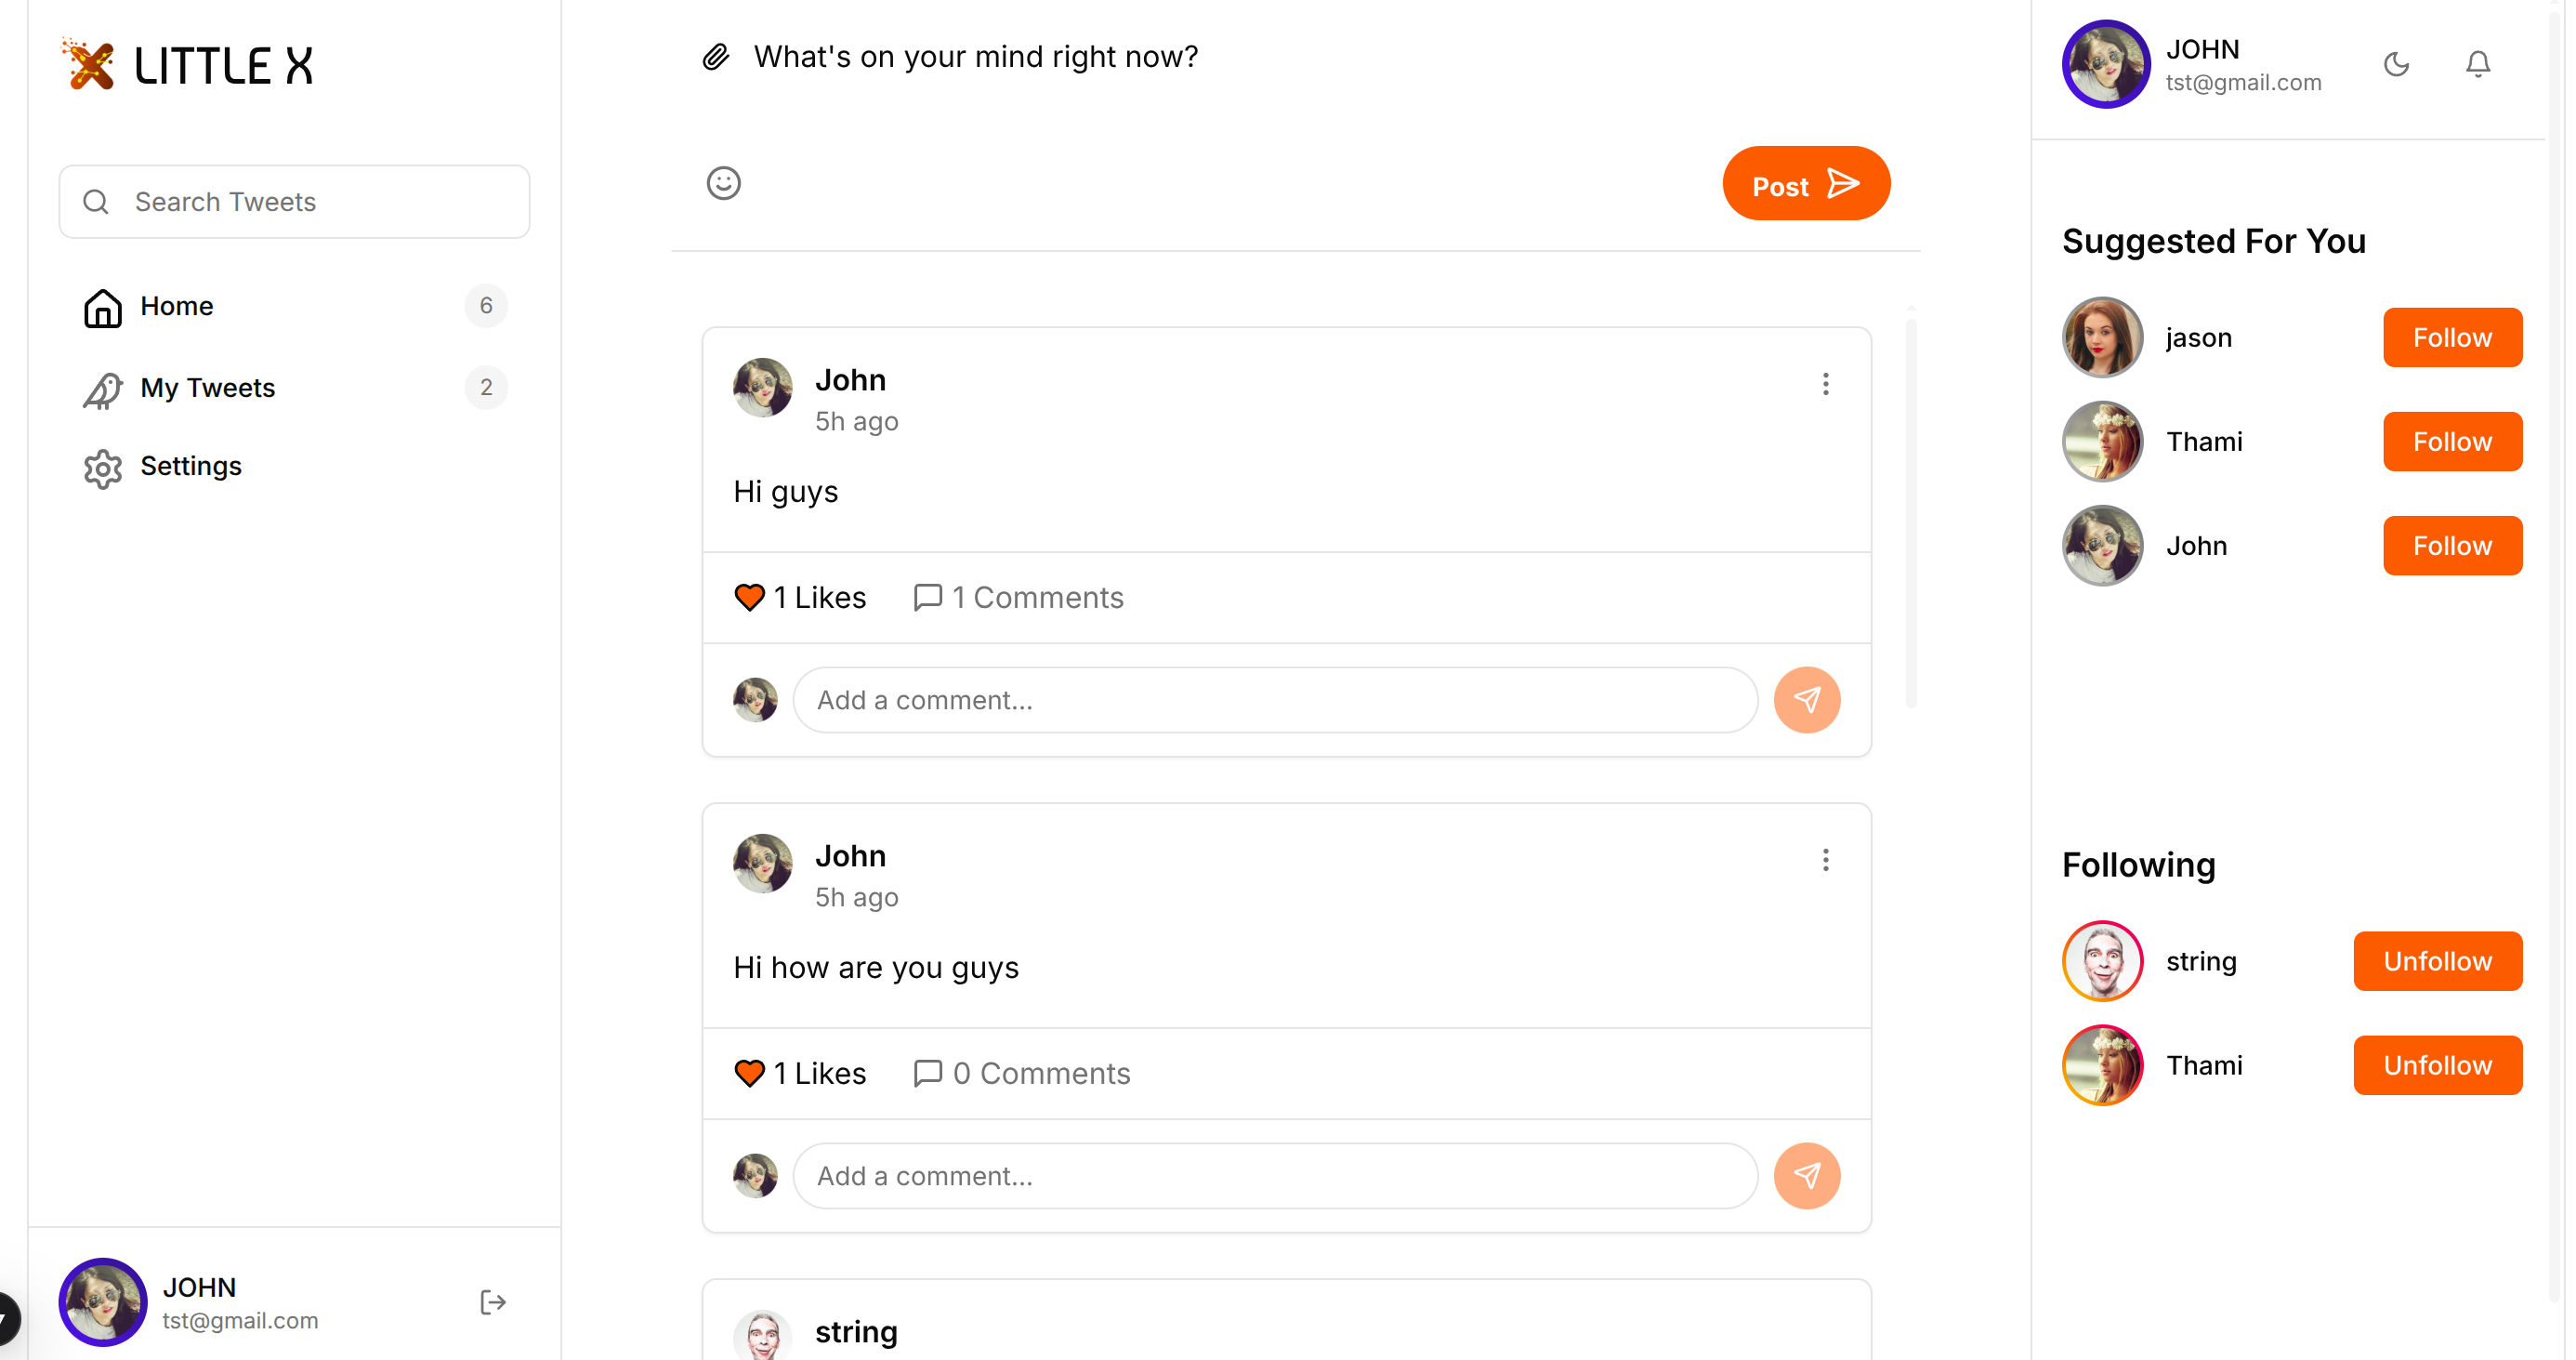 LITTLE X
Search Tweets
Home 6
My Tweets 2
Settings
JOHN
tst@gmail.com
What's on your mind right now?
Post
John
5h ago
Hi guys
1 Likes 1 Comments
Add a comment...
John
5h ago
Hi how are you guys
1 Likes 0 Comments
Add a comment...
string
JOHN
tst@gmail.com
Suggested For You
jason Follow
Thami Follow
John Follow
Following
string Unfollow
Thami Unfollow